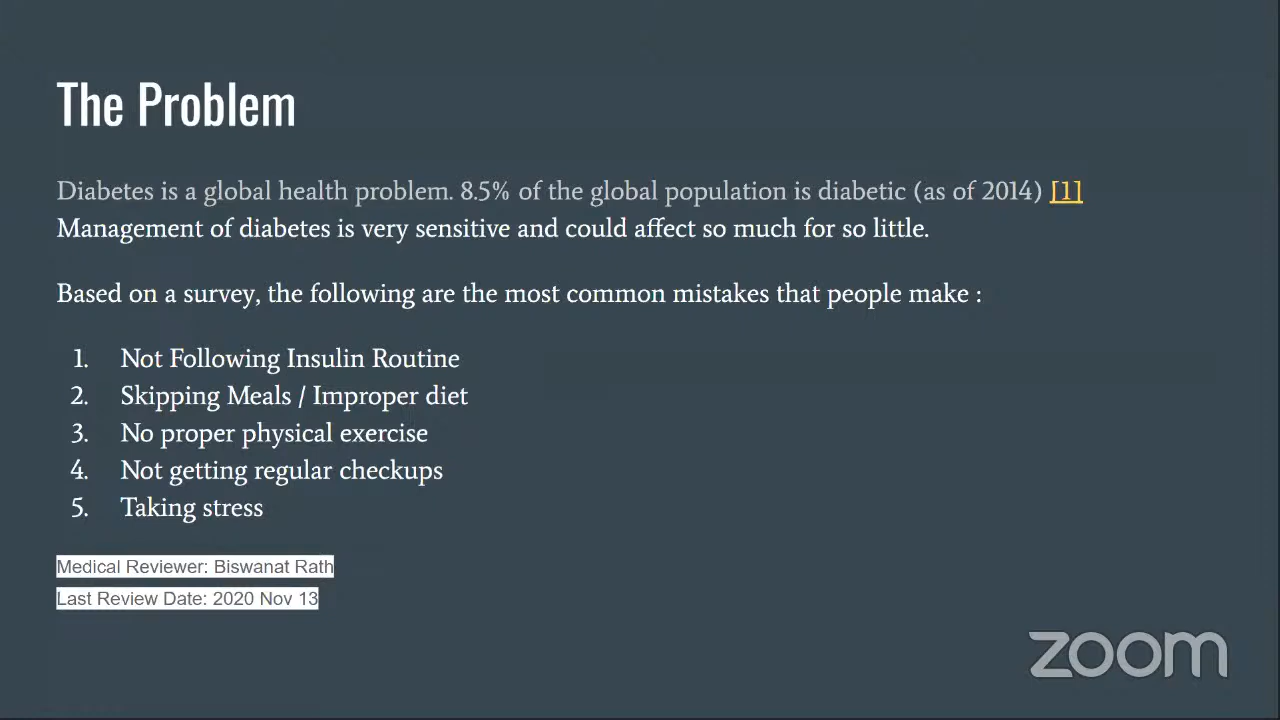 The Problem
Diabetes is a global health problem. 8.5% of the global population is diabetic (as of 2014) [1]
Management of diabetes is very sensitive and could affect so much for so little.
Based on a survey, the following are the most common mistakes that people make :
1. Not Following Insulin Routine
2. Skipping Meals / Improper diet
3. No proper physical exercise
4. Not getting regular checkups
5. Taking stress
Medical Reviewer: Biswanat Rath
Last Review Date: 2020 Nov 13
zoom